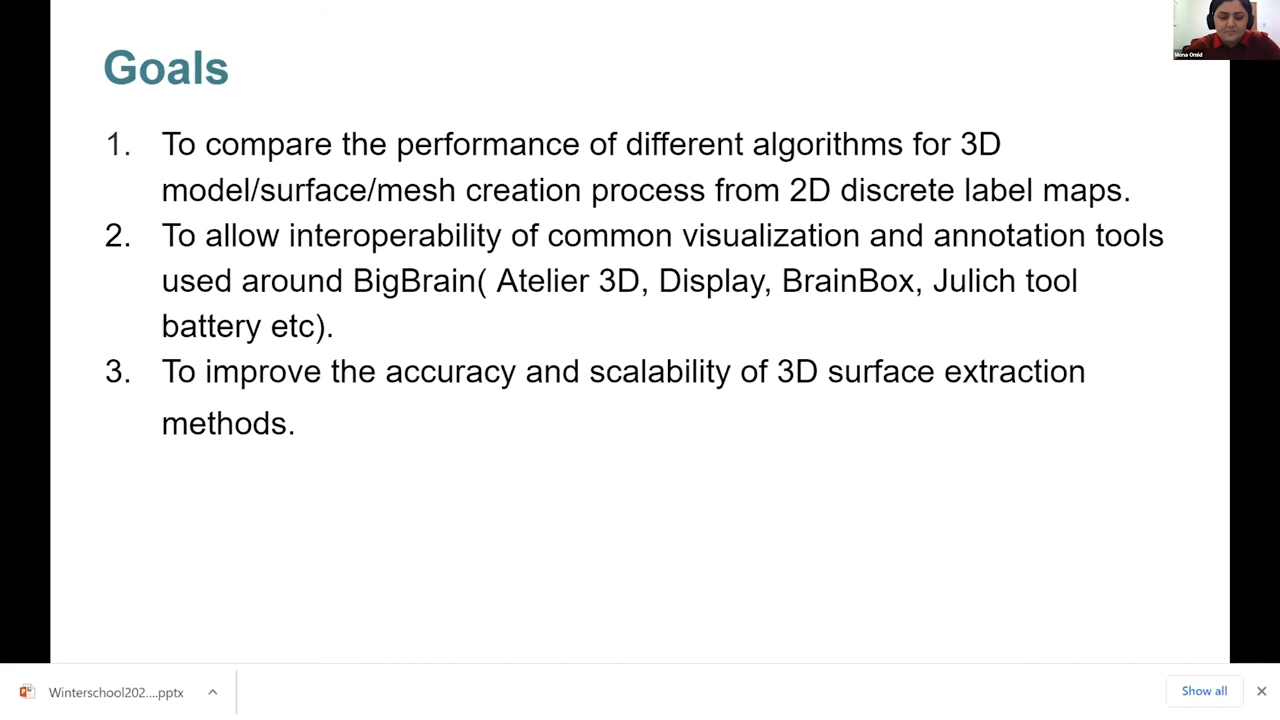 Goals
1. To compare the performance of different algorithms for 3D
model/surface/mesh creation process from 2D discrete label maps.
2. To allow interoperability of common visualization and annotation tools
used around BigBrain( Atelier 3D, Display, BrainBox, Julich tool
battery etc).
3. To improve the accuracy and scalability of 3D surface extraction
methods.
Mona Omid
Winterschool202....pptx
Show all